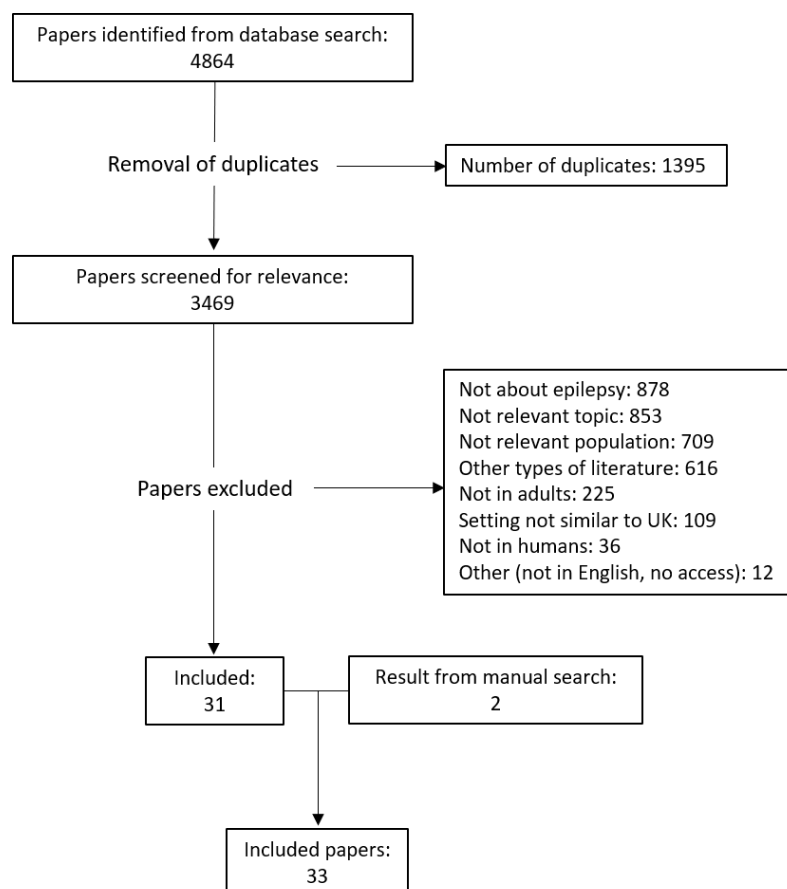 Papers identified from database search:
4864
Removal of duplicates
Number of duplicates: 1395
Papers screened for relevance:
3469
Not about epilepsy: 878
Not relevant topic: 853
Not relevant population: 709
Other types of literature: 616
Not in adults: 225
Setting not similar to UK: 109
Not in humans: 36
Other (not in English, no access): 12
Papers excluded
Included:
31
Result from manual search:
2
Included papers:
33